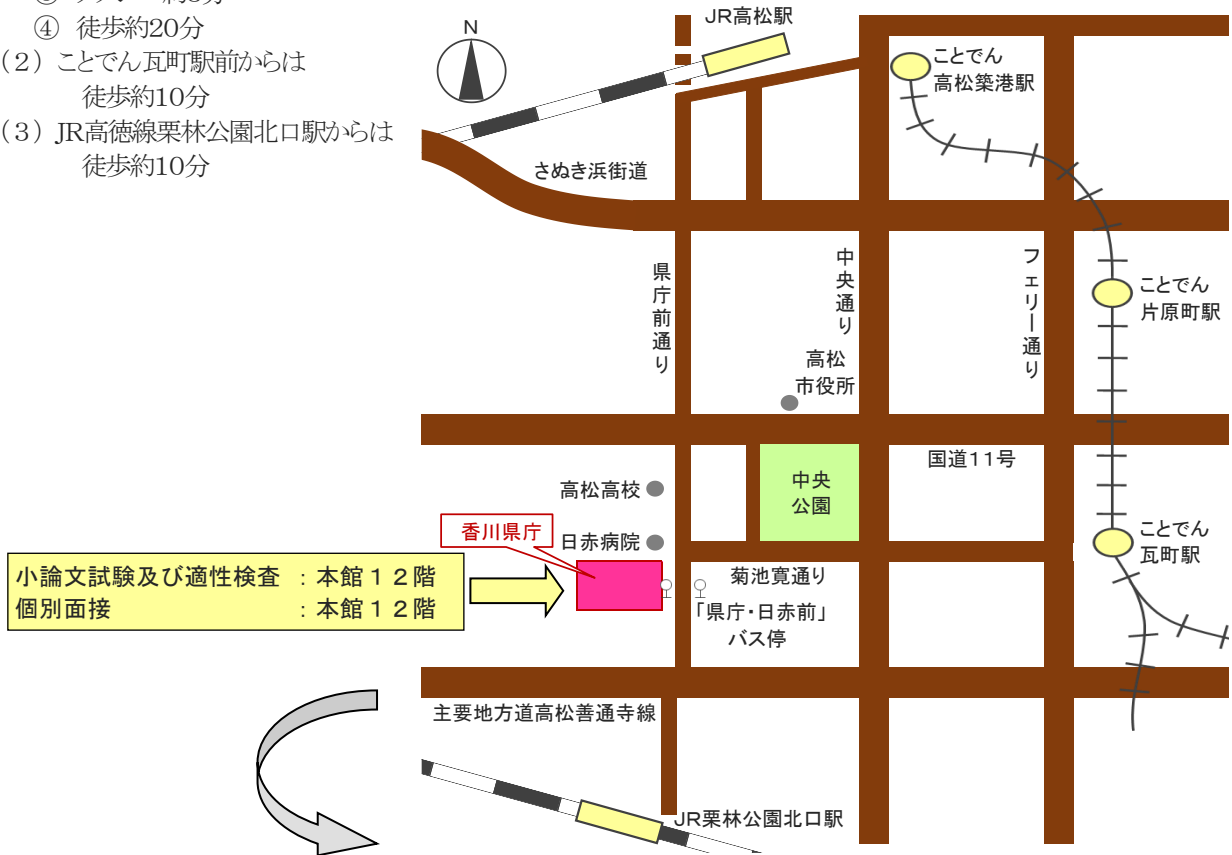 ④ 徒歩約20分
(2) ことでん瓦町駅前からは
徒歩約10分
(3) JR高徳線栗林公園北口駅からは
徒歩約10分
N
JR高松駅
ことでん
高松築港駅
さぬき浜街道
県庁前通り
中央通り
フェリー通り
ことでん
片原町駅
高松
市役所
国道11号
中央
公園
高松高校
香川県庁
日赤病院
ことでん
瓦町駅
小論文試験及び適性検査 : 本館12階
個別面接 : 本館12階
菊池寛通り
「県庁・日赤前」
バス停
主要地方道高松善通寺線
JR栗林公園北口駅